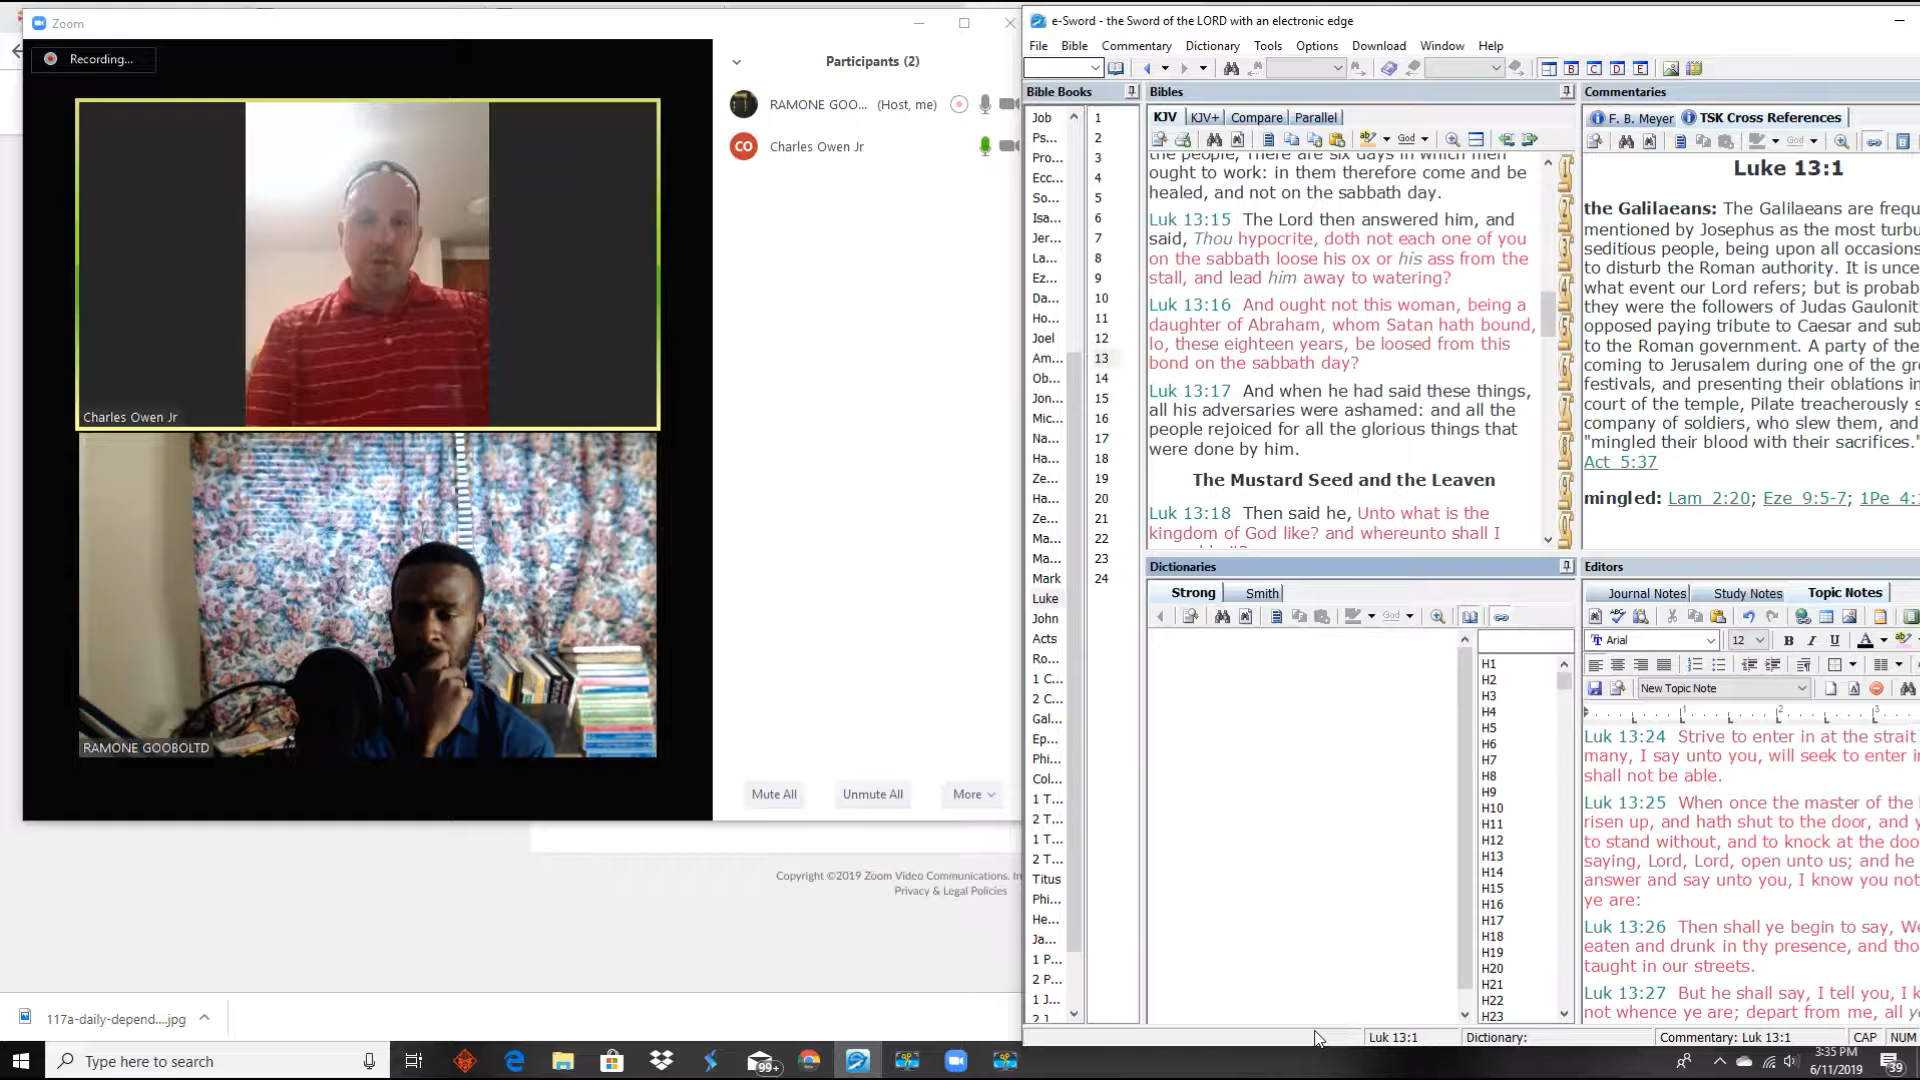 Zoom
Recording...
Charles Owen Jr
RAMONE GOOBOLTD
Participants (2)
RAMONE GOO... (Host, me)
CO Charles Owen Jr
Mute All
Unmute All
More
Copyright ©2019 Zoom Video Communications, In
Privacy & Legal Policies
117a-daily-depend....jpg
e-Sword - the Sword of the LORD with an electronic edge
File Bible Commentary Dictionary Tools Options Download Window Help
B C D E
Bible Books
Job
Ps...
Pro...
Ecc...
So...
Isa...
Jer...
La...
Ez...
Da...
Ho...
Joel
Am...
Ob...
Jon...
Mic...
Na...
Ha...
Ze...
Ha...
Ze...
Ma...
Ma...
Mark
Luke
John
Acts
Ro...
1 C...
2 C...
Gal...
Ep...
Phi...
Col...
1 T...
2 T...
1 T...
2 T...
Titus
Phi...
He...
Ja...
1 P...
2 P...
1 J...
1
2
3
4
5
6
7
8
9
10
11
12
13
14
15
16
17
18
19
20
21
22
23
24
Bibles
KJV KJV+ Compare Parallel
God
the people, There are six days in which men
ought to work: in them therefore come and be
healed, and not on the sabbath day.
Luk 13:15 The Lord then answered him, and
said, Thou hypocrite, doth not each one of you
on the sabbath loose his ox or his ass from the
stall, and lead him away to watering?
Luk 13:16 And ought not this woman, being a
daughter of Abraham, whom Satan hath bound,
lo, these eighteen years, be loosed from this
bond on the sabbath day?
Luk 13:17 And when he had said these things,
all his adversaries were ashamed: and all the
people rejoiced for all the glorious things that
were done by him.
The Mustard Seed and the Leaven
Luk 13:18 Then said he, Unto what is the
kingdom of God like? and whereunto shall I
Commentaries
F. B. Meyer TSK Cross References
God
Luke 13:1
the Galilaeans: The Galilaeans are frequ
mentioned by Josephus as the most turbu
seditious people, being upon all occasions
to disturb the Roman authority. It is unce
what event our Lord refers; but is probab
they were the followers of Judas Gaulonit
opposed paying tribute to Caesar and sub
to the Roman government. A party of the
coming to Jerusalem during one of the gre
festivals, and presenting their oblations in
court of the temple, Pilate treacherously s
company of soldiers, who slew them, and
"mingled their blood with their sacrifices."
Act 5:37
mingled: Lam 2:20; Eze 9:5-7; 1Pe 4:1
Dictionaries
Strong Smith
God
H1
H2
H3
H4
H5
H6
H7
H8
H9
H10
H11
H12
H13
H14
H15
H16
H17
H18
H19
H20
H21
H22
H23
Editors
Journal Notes Study Notes Topic Notes
Arial 12 B I U A
New Topic Note
1 2 3
Luk 13:24 Strive to enter in at the strait
many, I say unto you, will seek to enter in
shall not be able.
Luk 13:25 When once the master of the
risen up, and hath shut to the door, and y
to stand without, and to knock at the doo
saying, Lord, Lord, open unto us; and he
answer and say unto you, I know you not
ye are:
Luk 13:26 Then shall ye begin to say, We
eaten and drunk in thy presence, and tho
taught in our streets.
Luk 13:27 But he shall say, I tell you, I k
not whence ye are; depart from me, all ye
Luk 13:1 Dictionary: Commentary: Luk 13:1 CAP NUM
Type here to search
99+
3:35 PM
6/11/2019
39